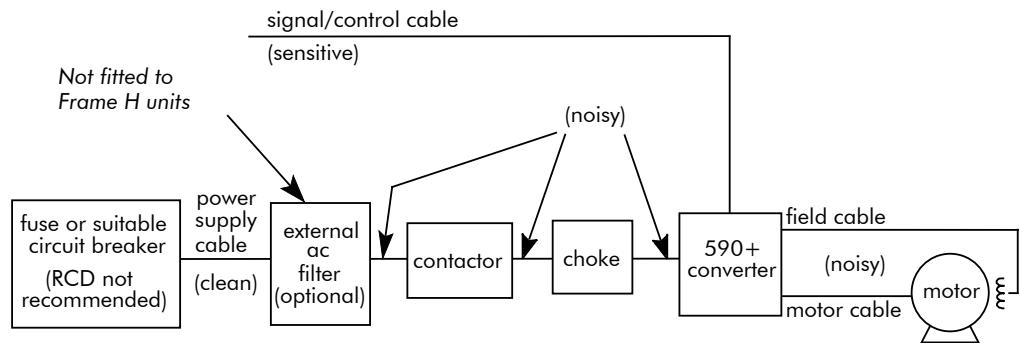 signal/control cable
(sensitive)
Not fitted to
Frame H units
(noisy)
fuse or suitable
circuit breaker
(RCD not
recommended)
power
supply
cable
(clean)
external
ac
filter
(optional)
contactor
choke
590+
converter
field cable
(noisy)
motor cable
motor